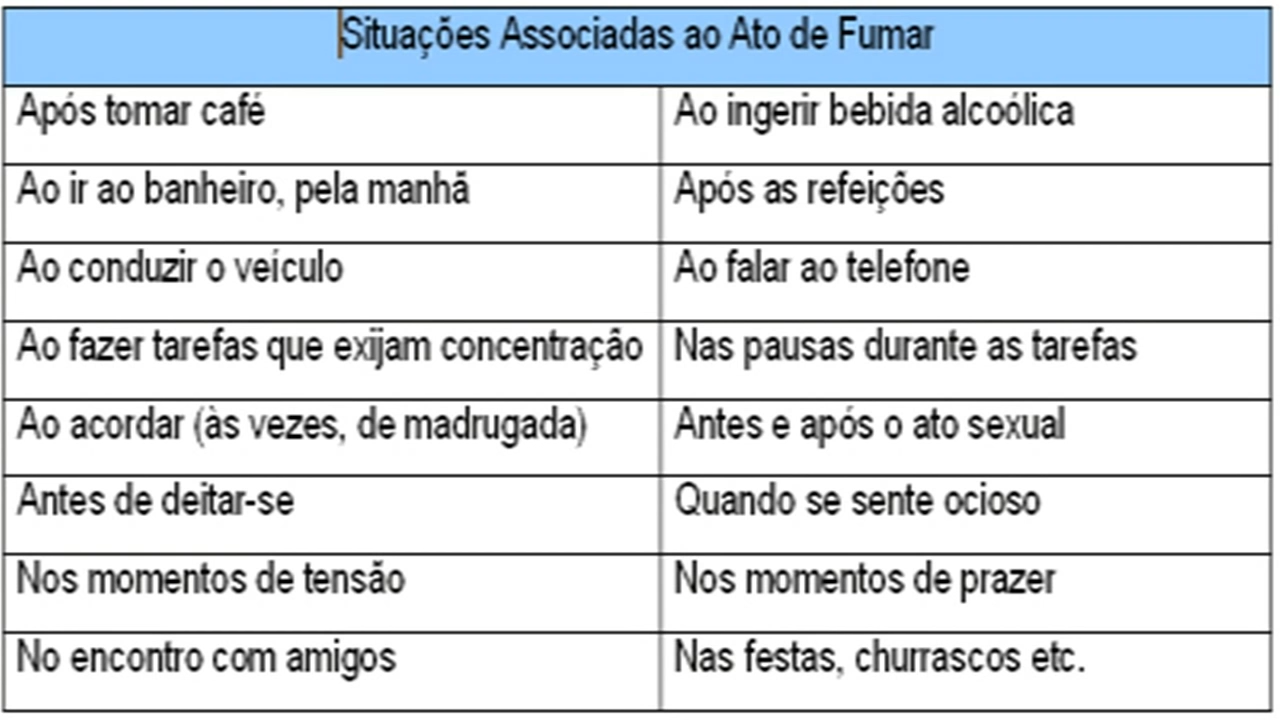 Situações Associadas ao Ato de Fumar
Após tomar café
Ao ingerir bebida alcoólica
Ao ir ao banheiro, pela manhã
Após as refeições
Ao conduzir o veículo
Ao falar ao telefone
Ao fazer tarefas que exijam concentração
Nas pausas durante as tarefas
Ao acordar (às vezes, de madrugada)
Antes e após o ato sexual
Antes de deitar-se
Quando se sente ocioso
Nos momentos de tensão
Nos momentos de prazer
No encontro com amigos
Nas festas, churrascos etc.